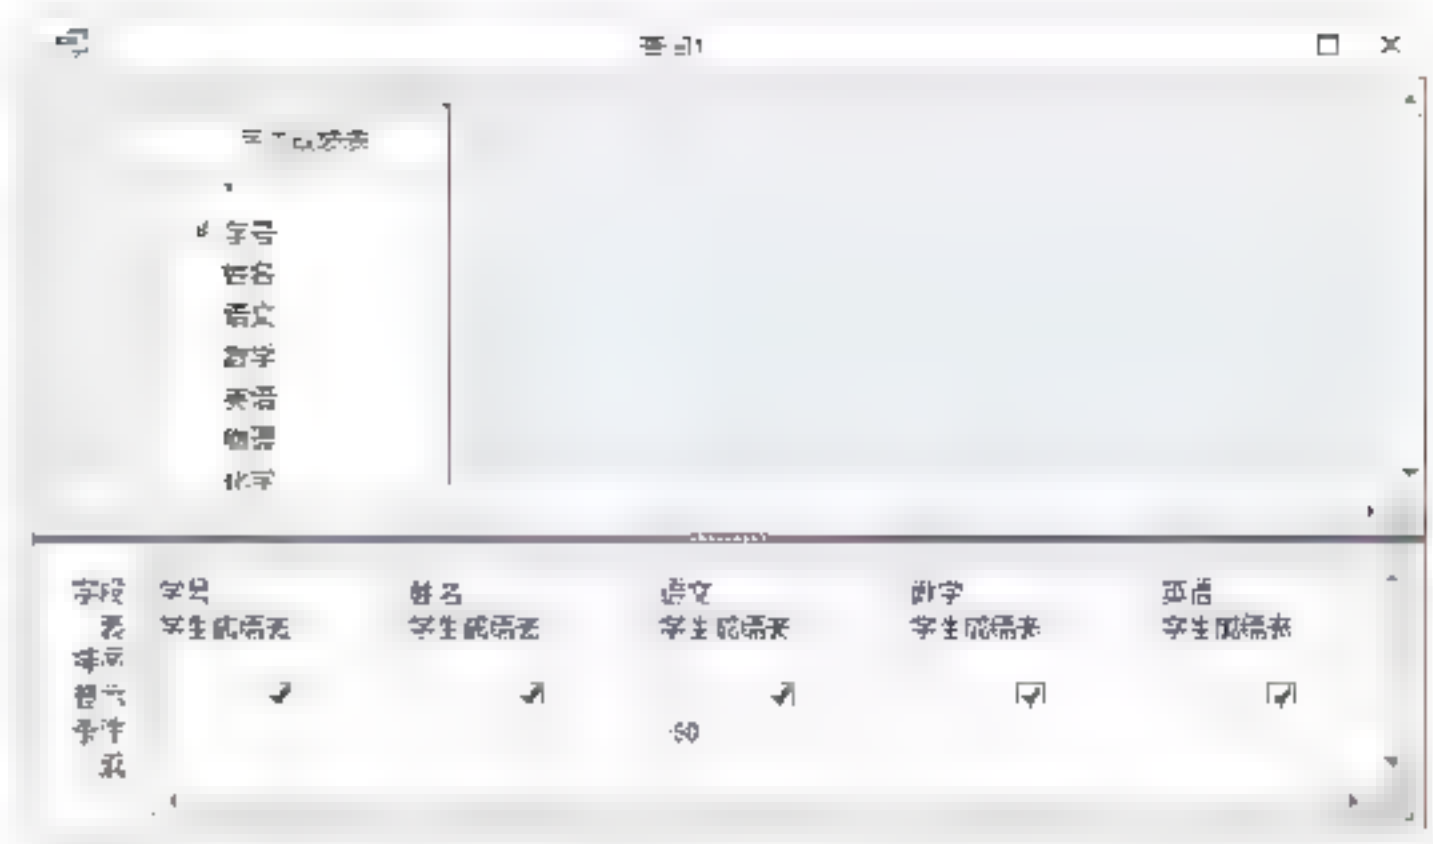 查询1
学生成绩表
*
学号
姓名
语文
数学
英语
物理
化学
字段 学号 姓名 语文 数学 英语
表 学生成绩表 学生成绩表 学生成绩表 学生成绩表 学生成绩表
排序
显示
条件
或